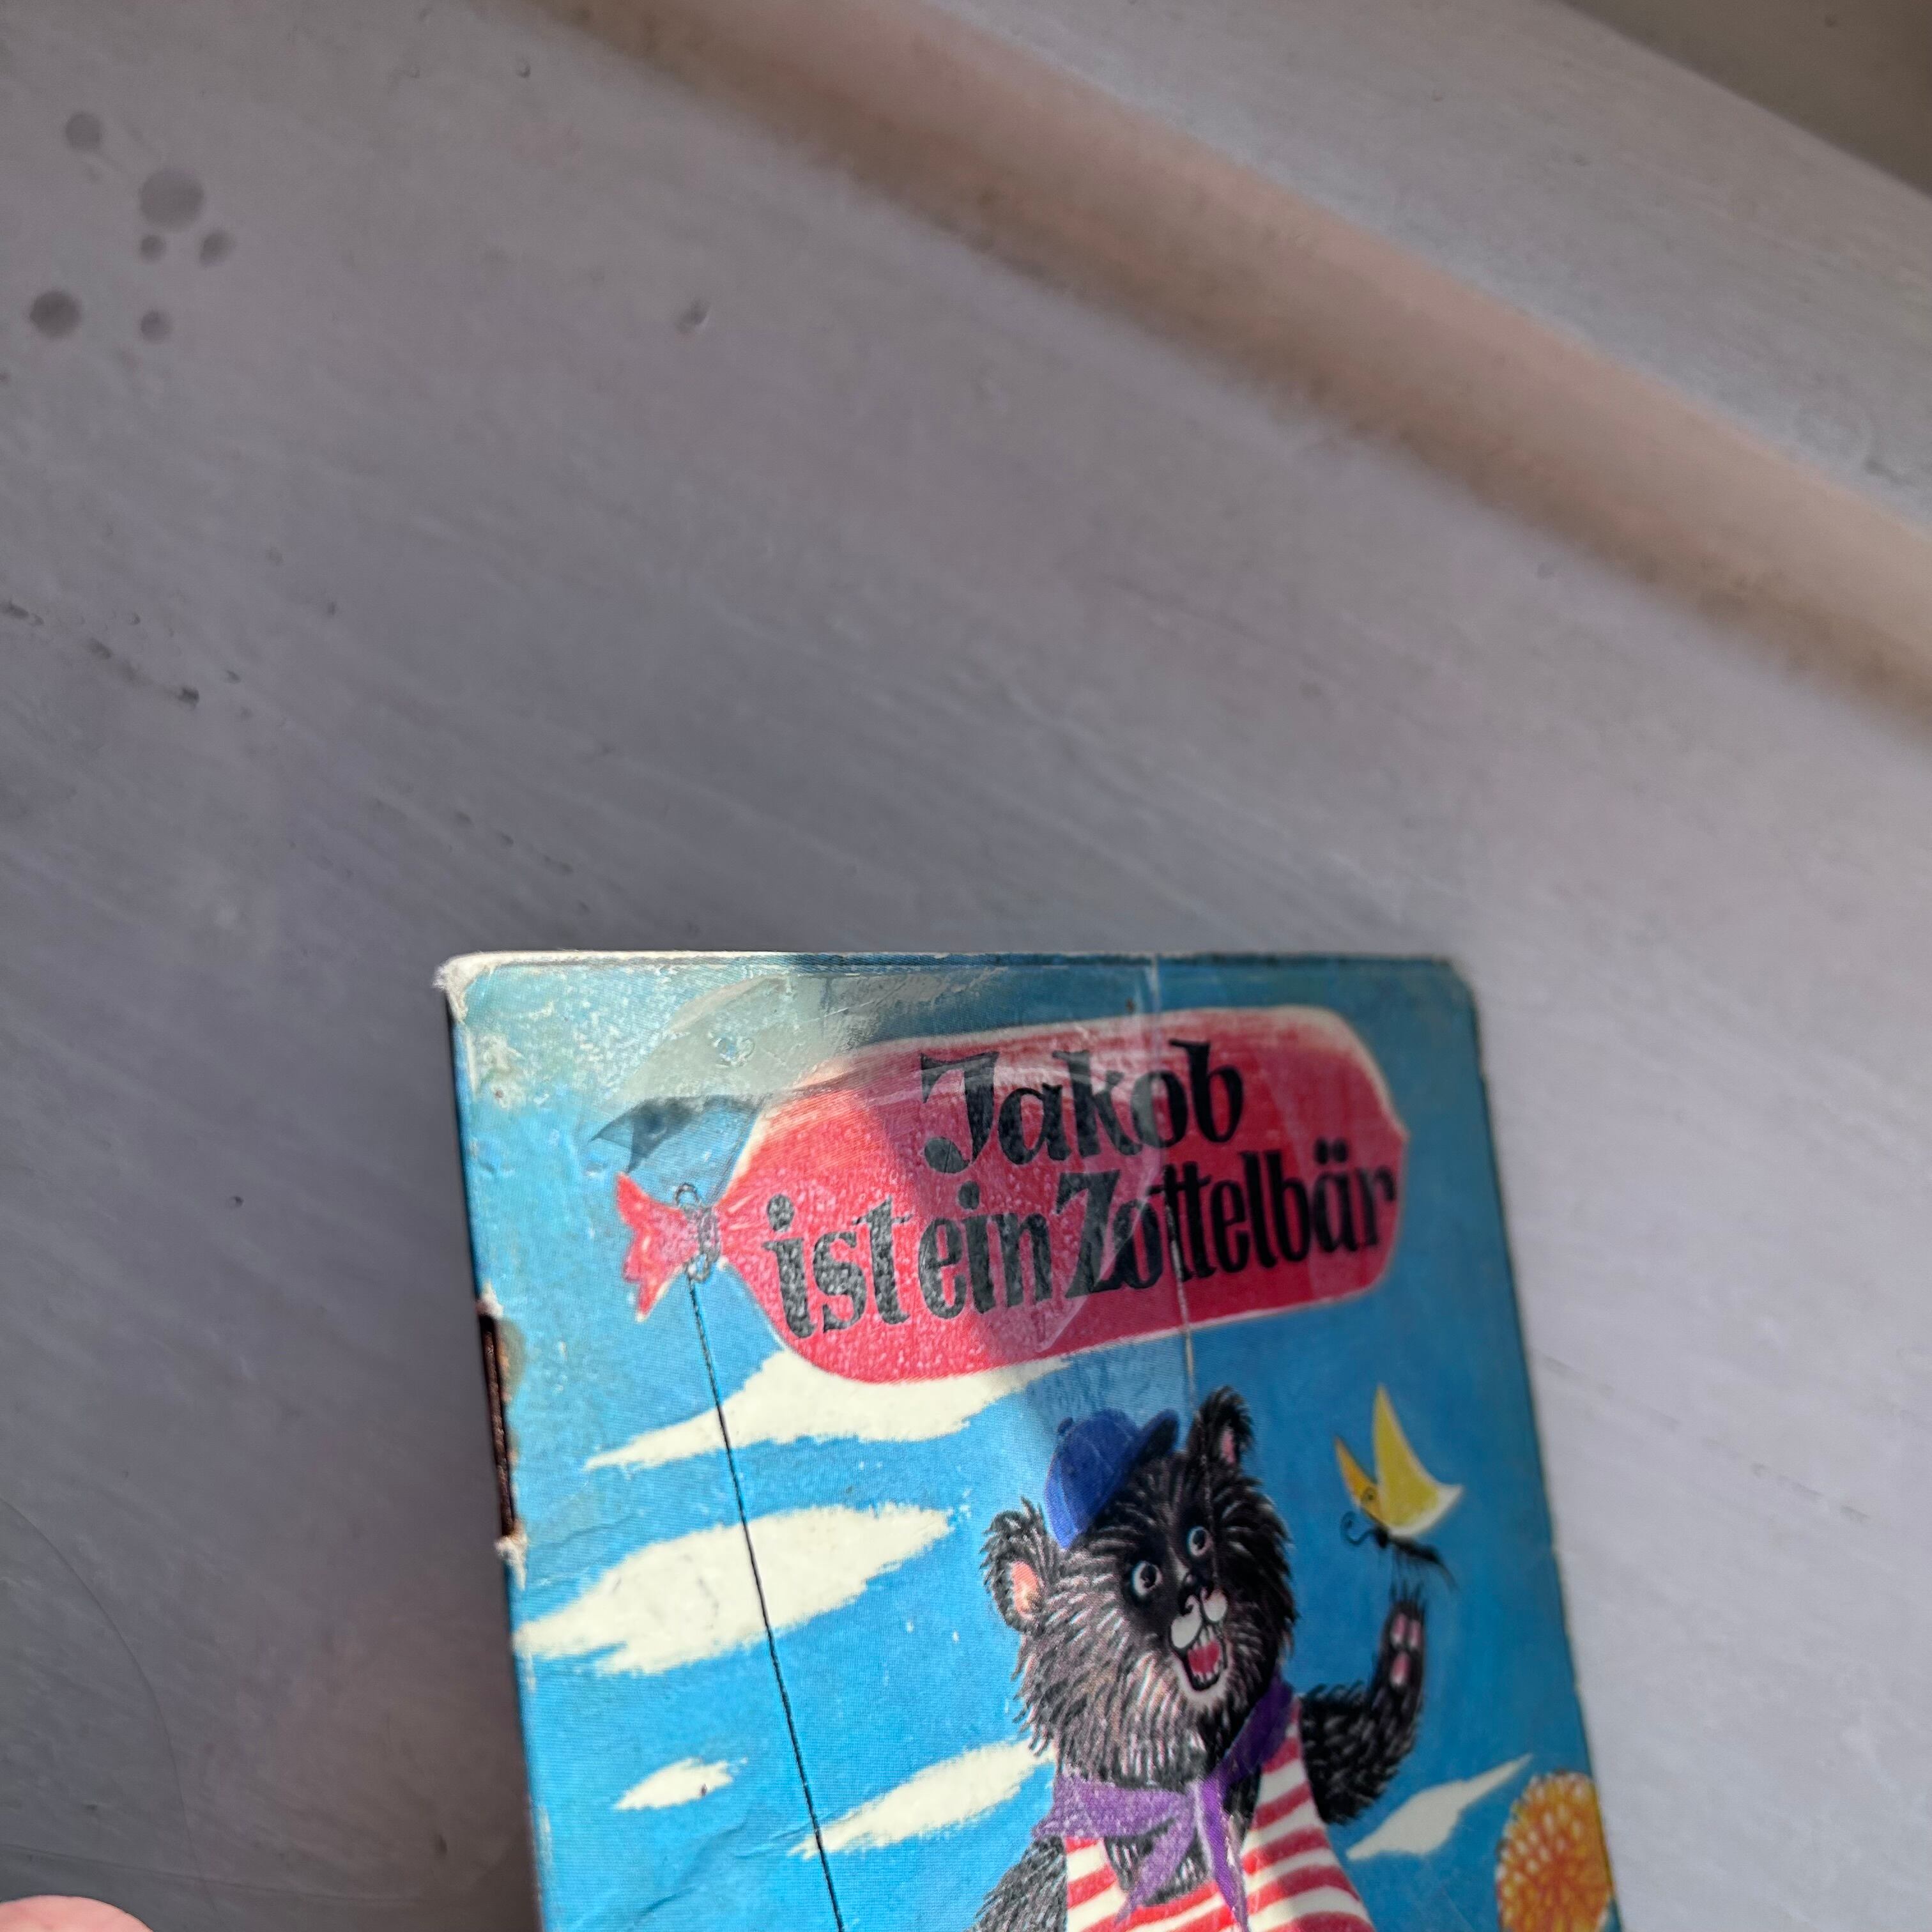 Jakob
ist ein Zottelbär